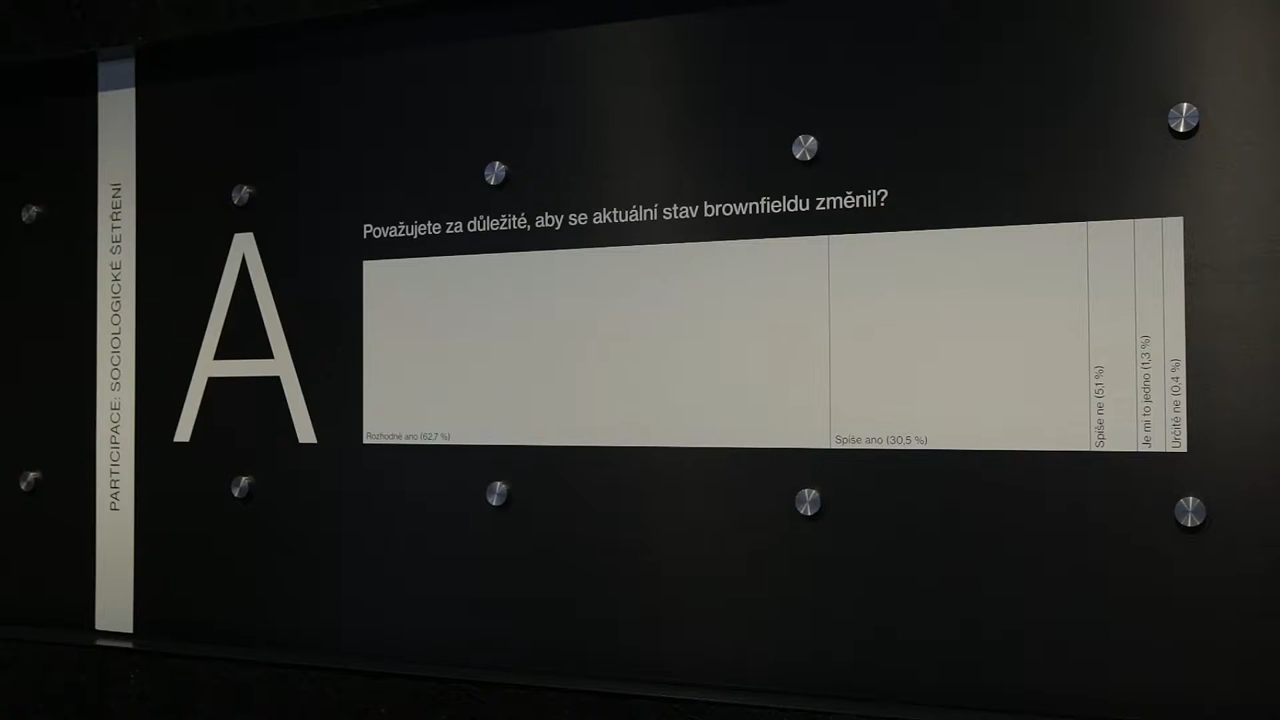 PARTICIPACE: SOCIOLOGICKÉ ŠETŘENÍ
A
Považujete za důležité, aby se aktuální stav brownfieldu změnil?
Rozhodně ano (62,7 %)
Spíše ano (30,5 %)
Spíše ne (5,1 %)
Je mi to jedno (1,3 %)
Určitě ne (0,4 %)